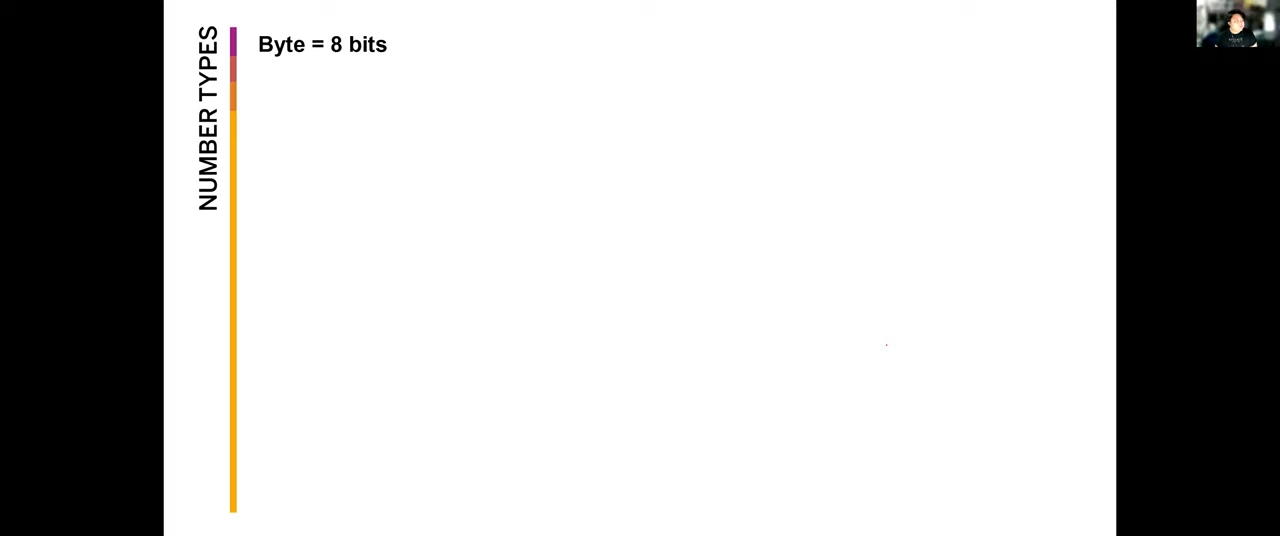 NUMBER TYPES
Byte = 8 bits